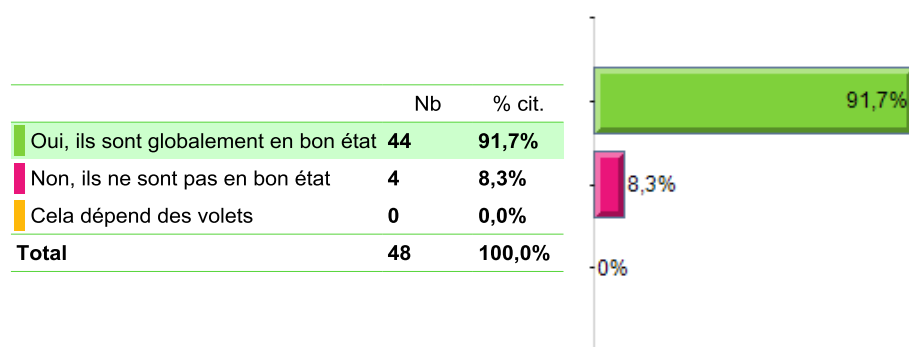 Nb % cit.
Oui, ils sont globalement en bon état 44 91,7%
Non, ils ne sont pas en bon état 4 8,3%
Cela dépend des volets 0 0,0%
Total 48 100,0%
91,7%
8,3%
0%